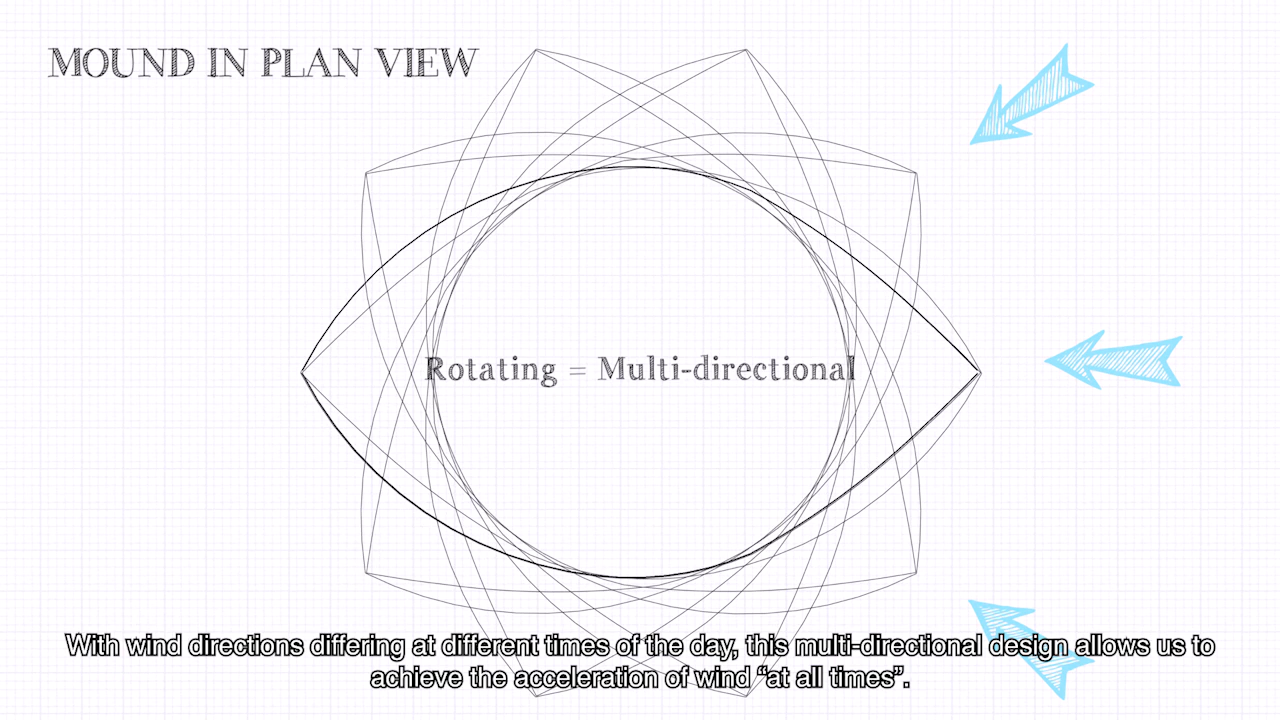 MOUND IN PLAN VIEW
Rotating = Multi-directional
With wind directions differing at different times of the day, this multi-directional design allows us to
achieve the acceleration of wind “at all times”.